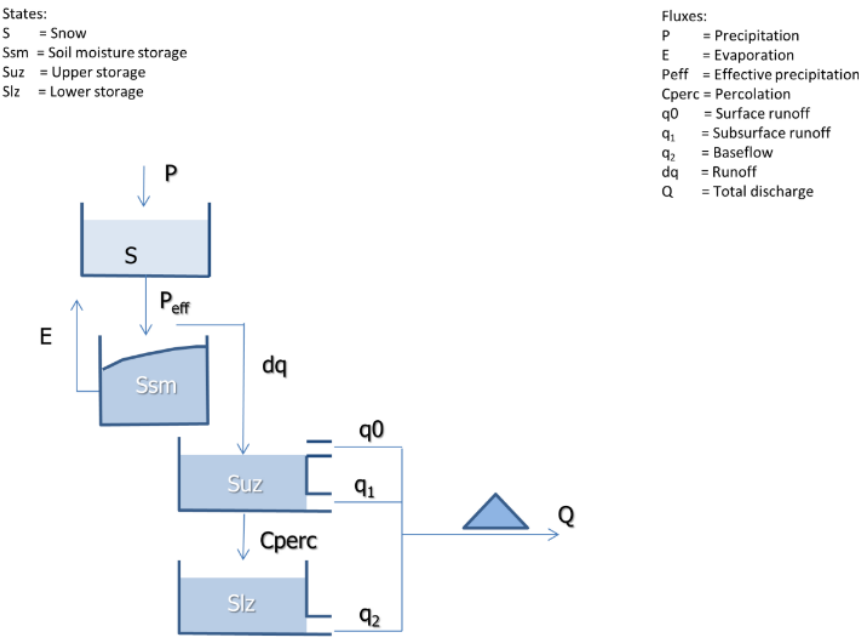 States:
S = Snow
Ssm = Soil moisture storage
Suz = Upper storage
Slz = Lower storage
Fluxes:
P = Precipitation
E = Evaporation
Peff = Effective precipitation
Cperc = Percolation
q0 = Surface runoff
q₁ = Subsurface runoff
q₂ = Baseflow
dq = Runoff
Q = Total discharge
P
S
Peff
E
Ssm
dq
q0
Suz
q₁
Q
Cperc
Slz
q₂